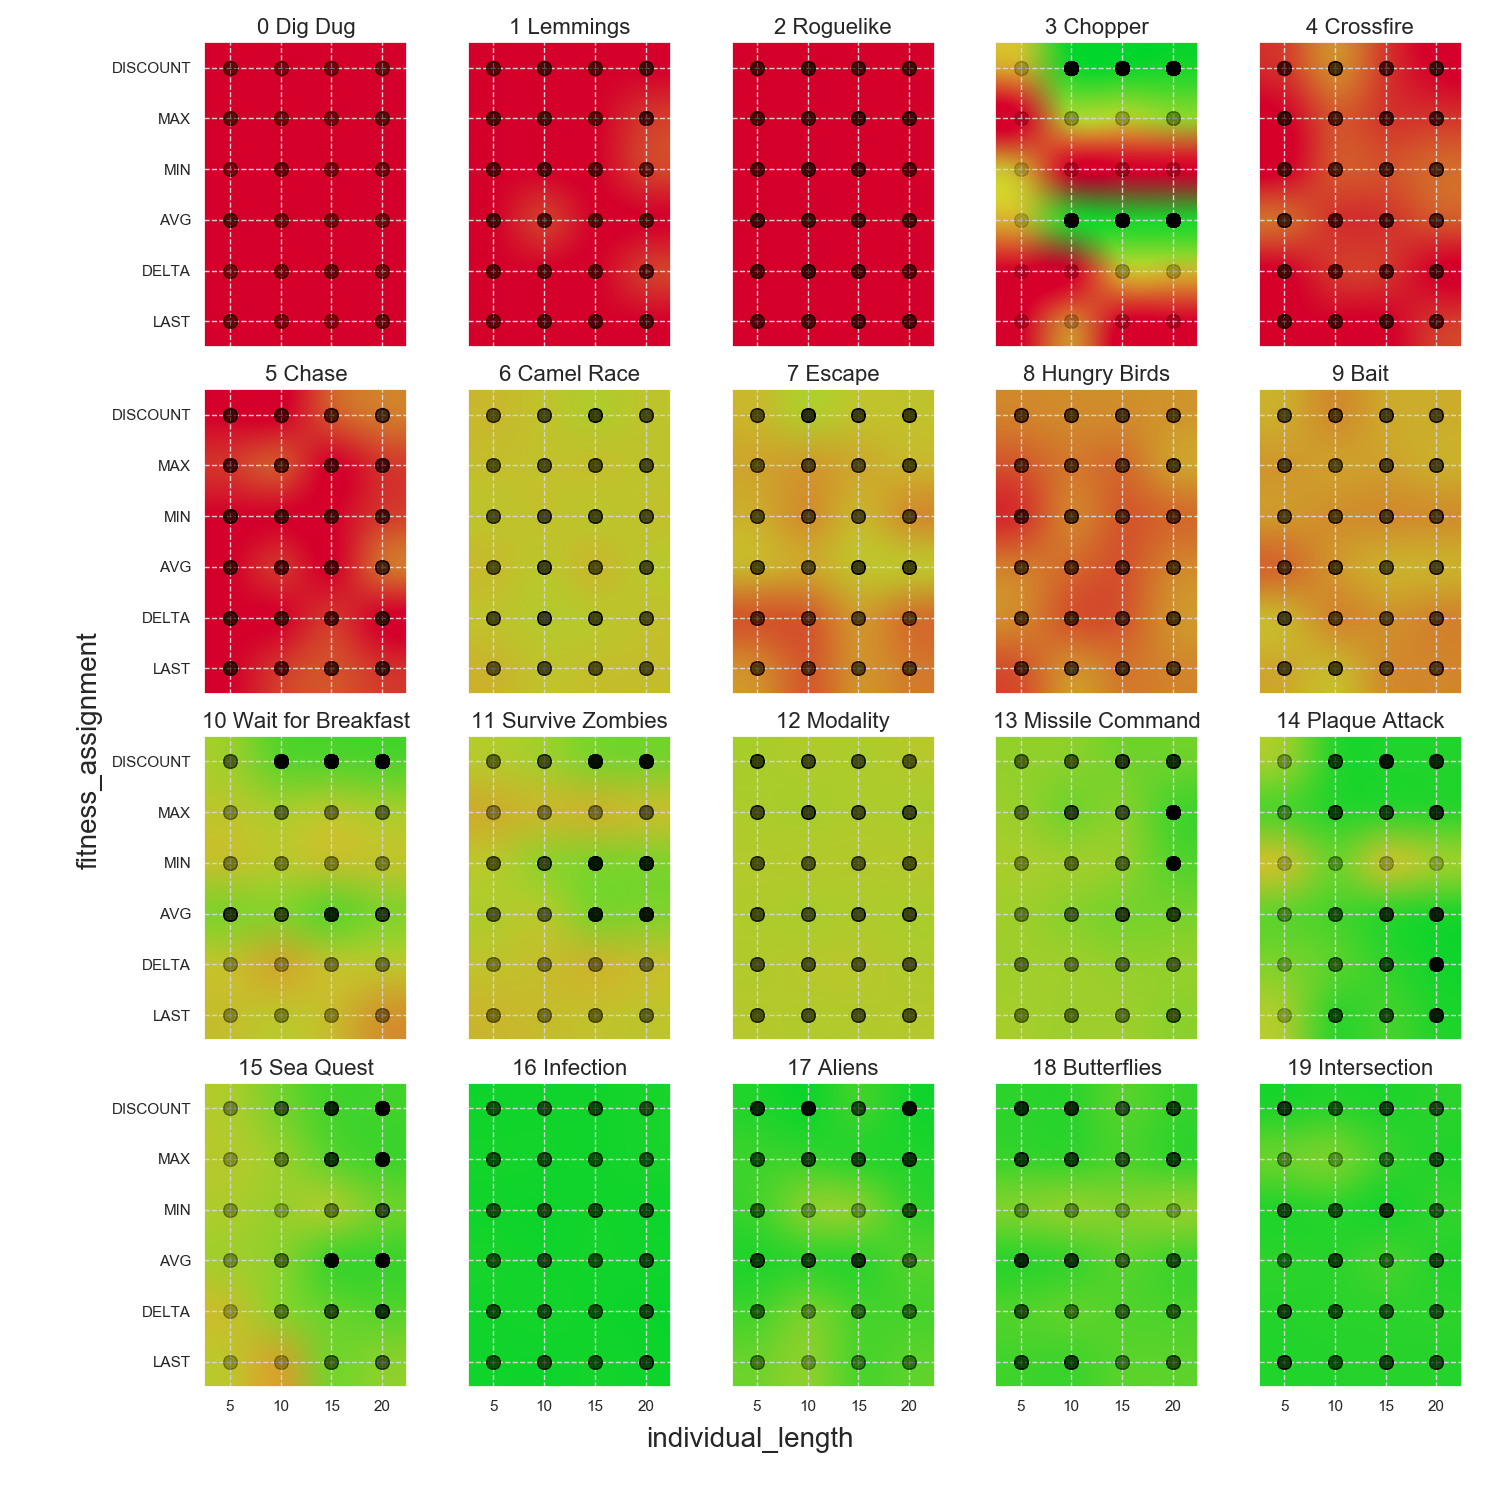 0 Dig Dug
1 Lemmings
2 Roguelike
3 Chopper
4 Crossfire
DISCOUNT
MAX
MIN
AVG
DELTA
LAST
5 Chase
6 Camel Race
7 Escape
8 Hungry Birds
9 Bait
DISCOUNT
MAX
MIN
AVG
DELTA
LAST
fitness_assignment
10 Wait for Breakfast
11 Survive Zombies
12 Modality
13 Missile Command
14 Plaque Attack
DISCOUNT
MAX
MIN
AVG
DELTA
LAST
15 Sea Quest
16 Infection
17 Aliens
18 Butterflies
19 Intersection
DISCOUNT
MAX
MIN
AVG
DELTA
LAST
5 10 15 20
5 10 15 20
5 10 15 20
5 10 15 20
5 10 15 20
individual_length